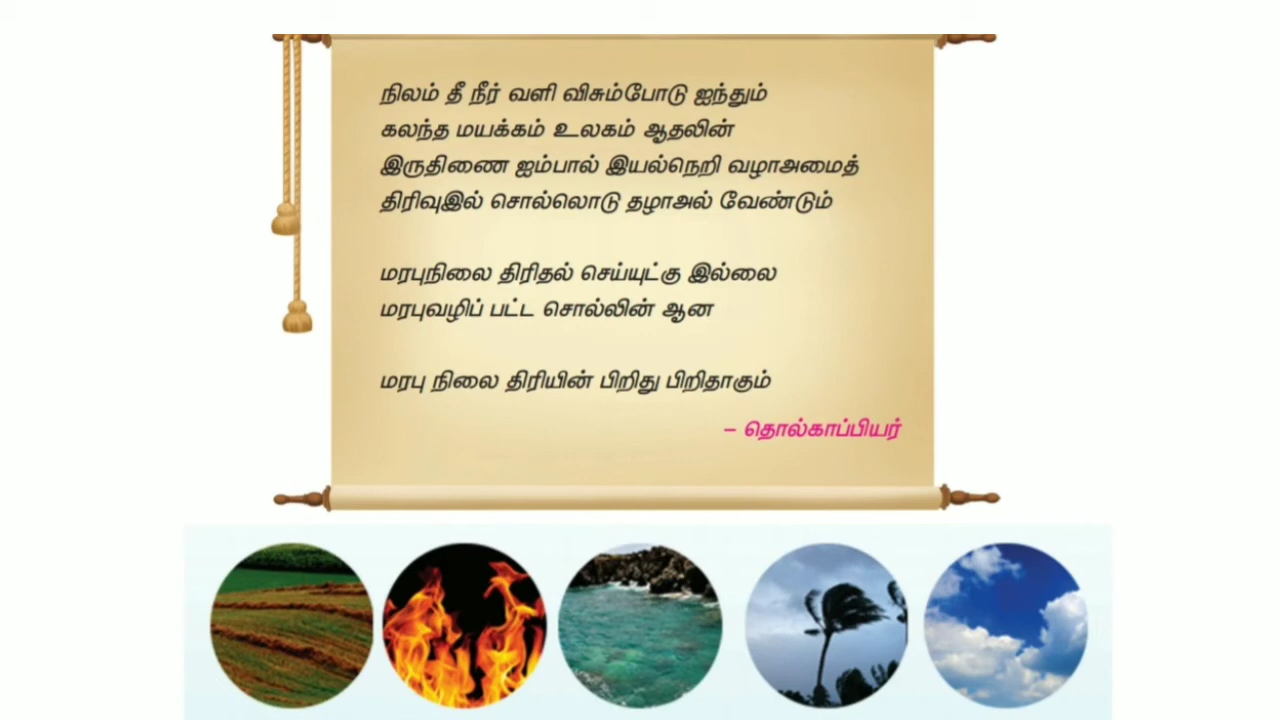 நிலம் தீ நீர் வளி விசும்போடு ஐந்தும்
கலந்த மயக்கம் உலகம் ஆதலின்
இருதிணை ஐம்பால் இயல்நெறி வழாஅமைத்
திரிவுஇல் சொல்லொடு தழாஅல் வேண்டும்
மரபுநிலை திரிதல் செய்யுட்கு இல்லை
மரபுவழிப் பட்ட சொல்லின் ஆன
மரபு நிலை திரியின் பிறிது பிறிதாகும்
– தொல்காப்பியர்